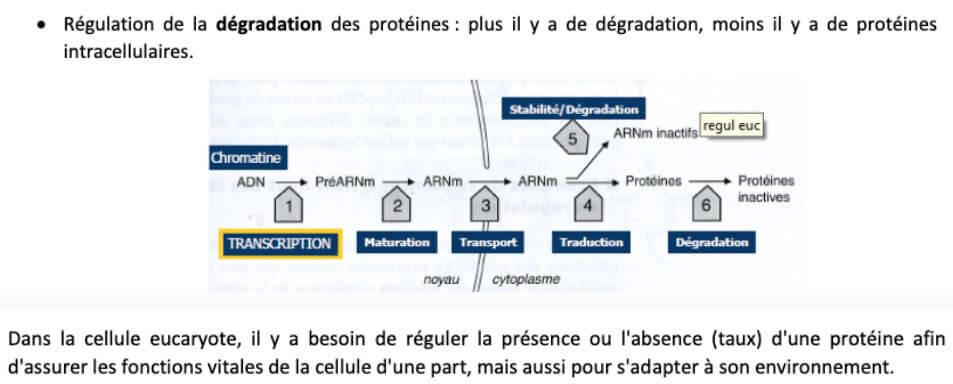 • Régulation de la dégradation des protéines : plus il y a de dégradation, moins il y a de protéines
intracellulaires.
Stabilité/Dégradation
5
ARNm inactifs
regul euc
Chromatine
ADN
PréARNm
ARNm
ARNm
Protéines
Protéines
inactives
1
2
3
4
6
TRANSCRIPTION
Maturation
Transport
Traduction
Dégradation
noyau
cytoplasme
Dans la cellule eucaryote, il y a besoin de réguler la présence ou l'absence (taux) d'une protéine afin
d'assurer les fonctions vitales de la cellule d'une part, mais aussi pour s'adapter à son environnement.